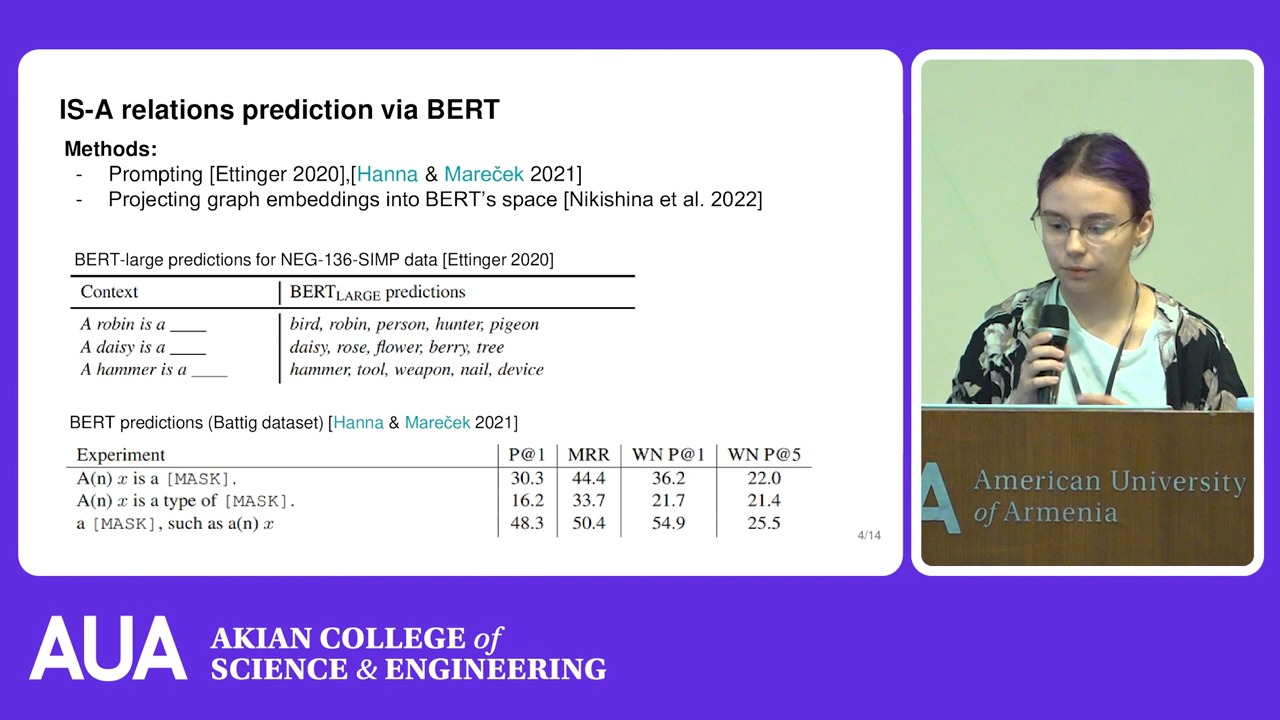 IS-A relations prediction via BERT
Methods:
- Prompting [Ettinger 2020],[Hanna & Mareček 2021]
- Projecting graph embeddings into BERT's space [Nikishina et al. 2022]
BERT-large predictions for NEG-136-SIMP data [Ettinger 2020]
Context BERT_LARGE predictions
A robin is a ____ bird, robin, person, hunter, pigeon
A daisy is a ____ daisy, rose, flower, berry, tree
A hammer is a ____ hammer, tool, weapon, nail, device
BERT predictions (Battig dataset) [Hanna & Mareček 2021]
Experiment P@1 MRR WN P@1 WN P@5
A(n) x is a [MASK]. 30.3 44.4 36.2 22.0
A(n) x is a type of [MASK]. 16.2 33.7 21.7 21.4
a [MASK], such as a(n) x 48.3 50.4 54.9 25.5
4/14
A American University
of Armenia
AUA AKIAN COLLEGE of
SCIENCE & ENGINEERING